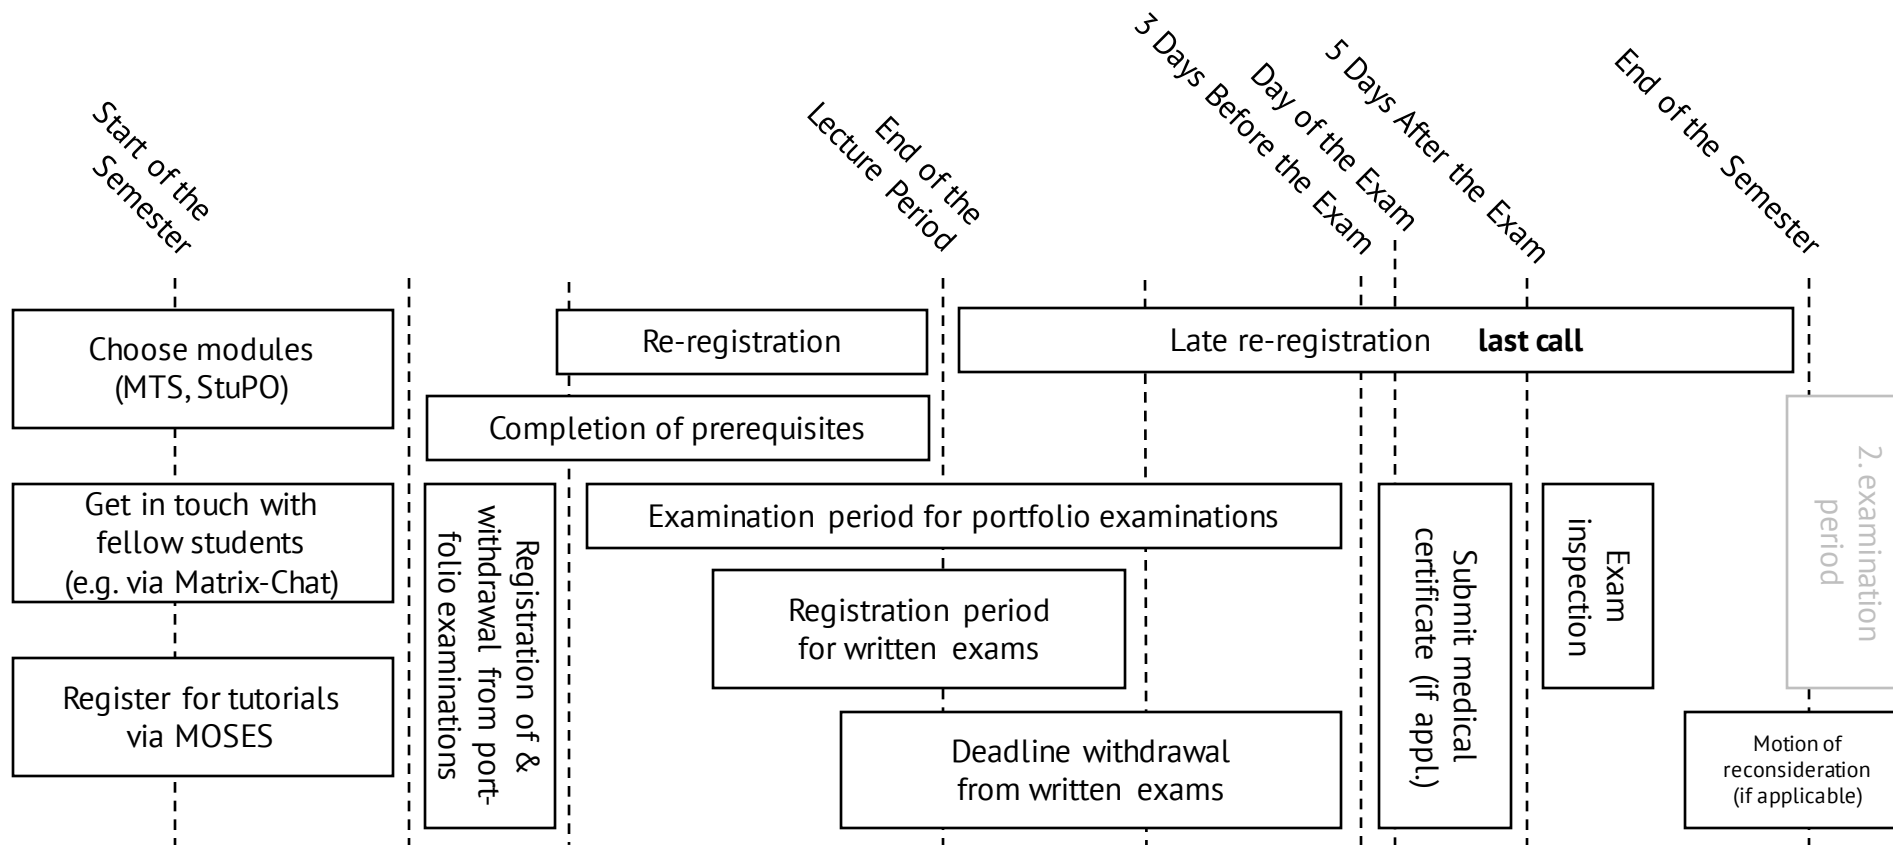 Start of the
Semester
End of the
Lecture Period
3 Days Before the Exam
Day of the Exam
5 Days After the Exam
End of the Semester
Choose modules
(MTS, StuPO)
Re-registration
Late re-registration last call
Completion of prerequisites
Get in touch with
fellow students
(e.g. via Matrix-Chat)
Registration of &
withdrawal from port-
folio examinations
Examination period for portfolio examinations
Registration period
for written exams
Submit medical
certificate (if appl.)
Exam
inspection
2. examination
period
Register for tutorials
via MOSES
Deadline withdrawal
from written exams
Motion of
reconsideration
(if applicable)